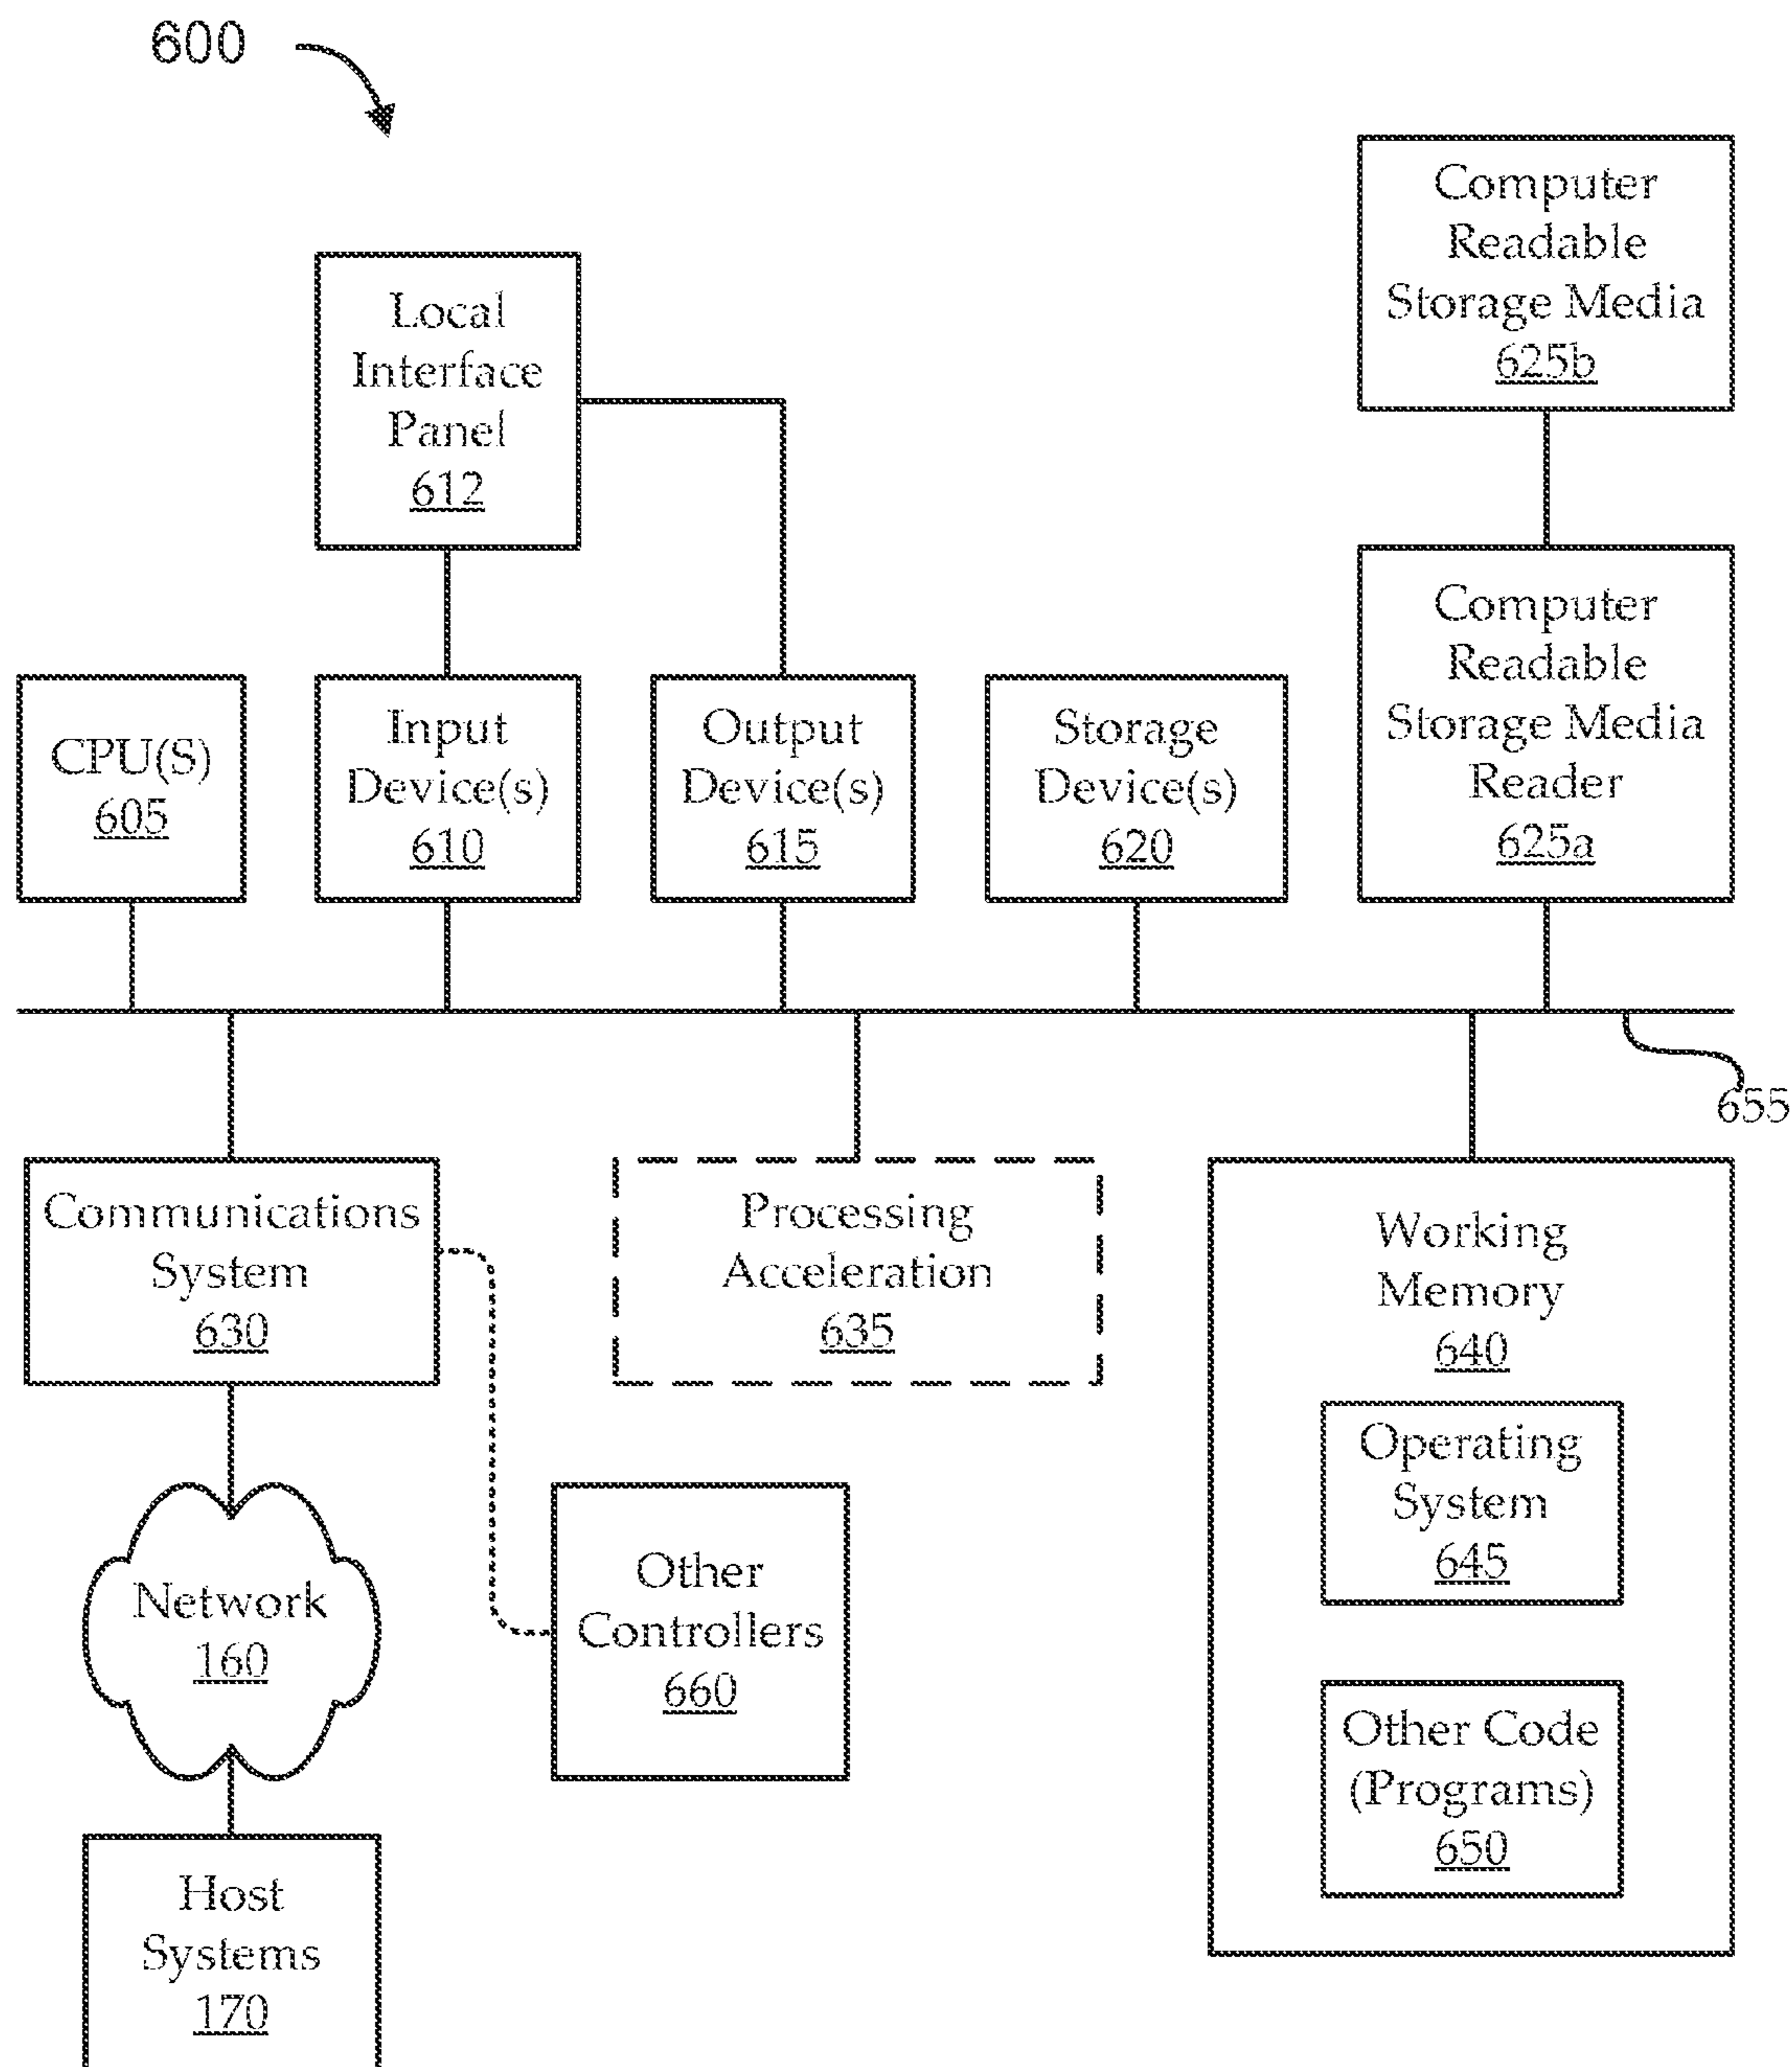 600
Computer
Readable
Storage Media
625b
Local
Interface
Panel
612
Computer
Readable
Storage Media
Reader
625a
CPU(S)
605
Input
Device(s)
610
Output
Device(s)
615
Storage
Device(s)
620
655
Communications
System
630
Processing
Acceleration
635
Working
Memory
640
Operating
System
645
Other Code
(Programs)
650
Network
160
Other
Controllers
660
Host
Systems
170